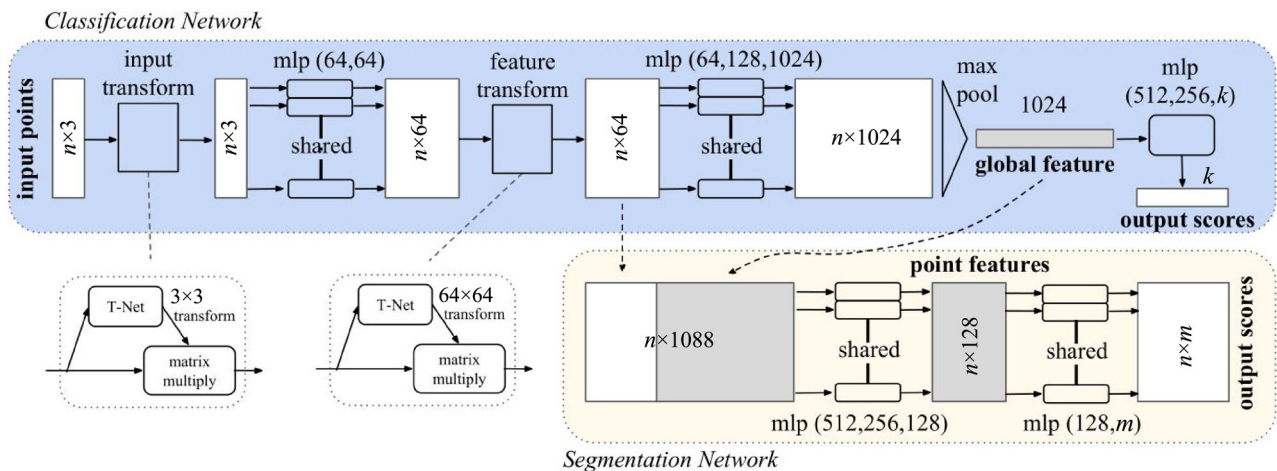 Classification Network
input points
n×3
input
transform
n×3
mlp (64,64)
shared
n×64
feature
transform
n×64
mlp (64,128,1024)
shared
n×1024
max
pool
1024
global feature
mlp
(512,256,k)
k
output scores
T-Net
3×3
transform
matrix
multiply
T-Net
64×64
transform
matrix
multiply
point features
n×1088
shared
mlp (512,256,128)
n×128
shared
mlp (128,m)
n×m
output scores
Segmentation Network